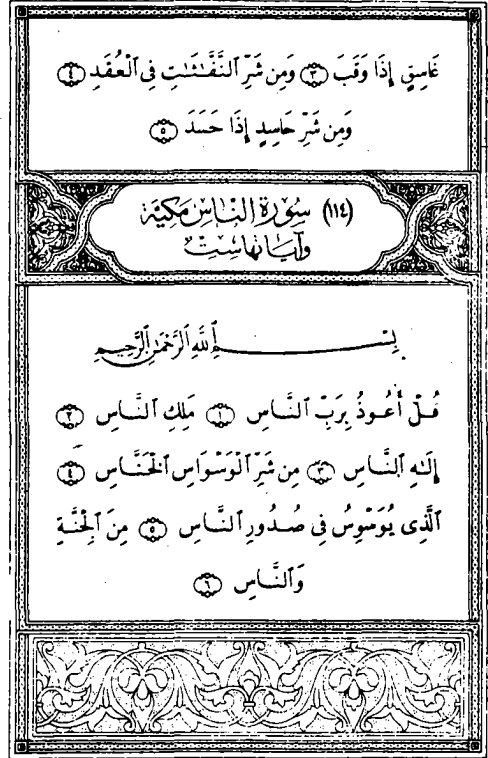 غَاسِقٍ إِذَا وَقَبَ ۝٣ وَمِن شَرِّ ٱلنَّفَّـٰثَـٰتِ فِى ٱلْعُقَدِ ۝٤
وَمِن شَرِّ حَاسِدٍ إِذَا حَسَدَ ۝٥
(١١٤) سُورَة النَّاس مَكِيَّة
وَآيَاتُهَا سِتٌّ
بِسْمِ ٱللَّهِ ٱلرَّحْمَـٰنِ ٱلرَّحِيمِ
قُلْ أَعُوذُ بِرَبِّ ٱلنَّاسِ ۝١ مَلِكِ ٱلنَّاسِ ۝٢
إِلَـٰهِ ٱلنَّاسِ ۝٣ مِن شَرِّ ٱلْوَسْوَاسِ ٱلْخَنَّاسِ ۝٤
ٱلَّذِى يُوَسْوِسُ فِى صُدُورِ ٱلنَّاسِ ۝٥ مِنَ ٱلْجِنَّةِ
وَٱلنَّاسِ ۝٦